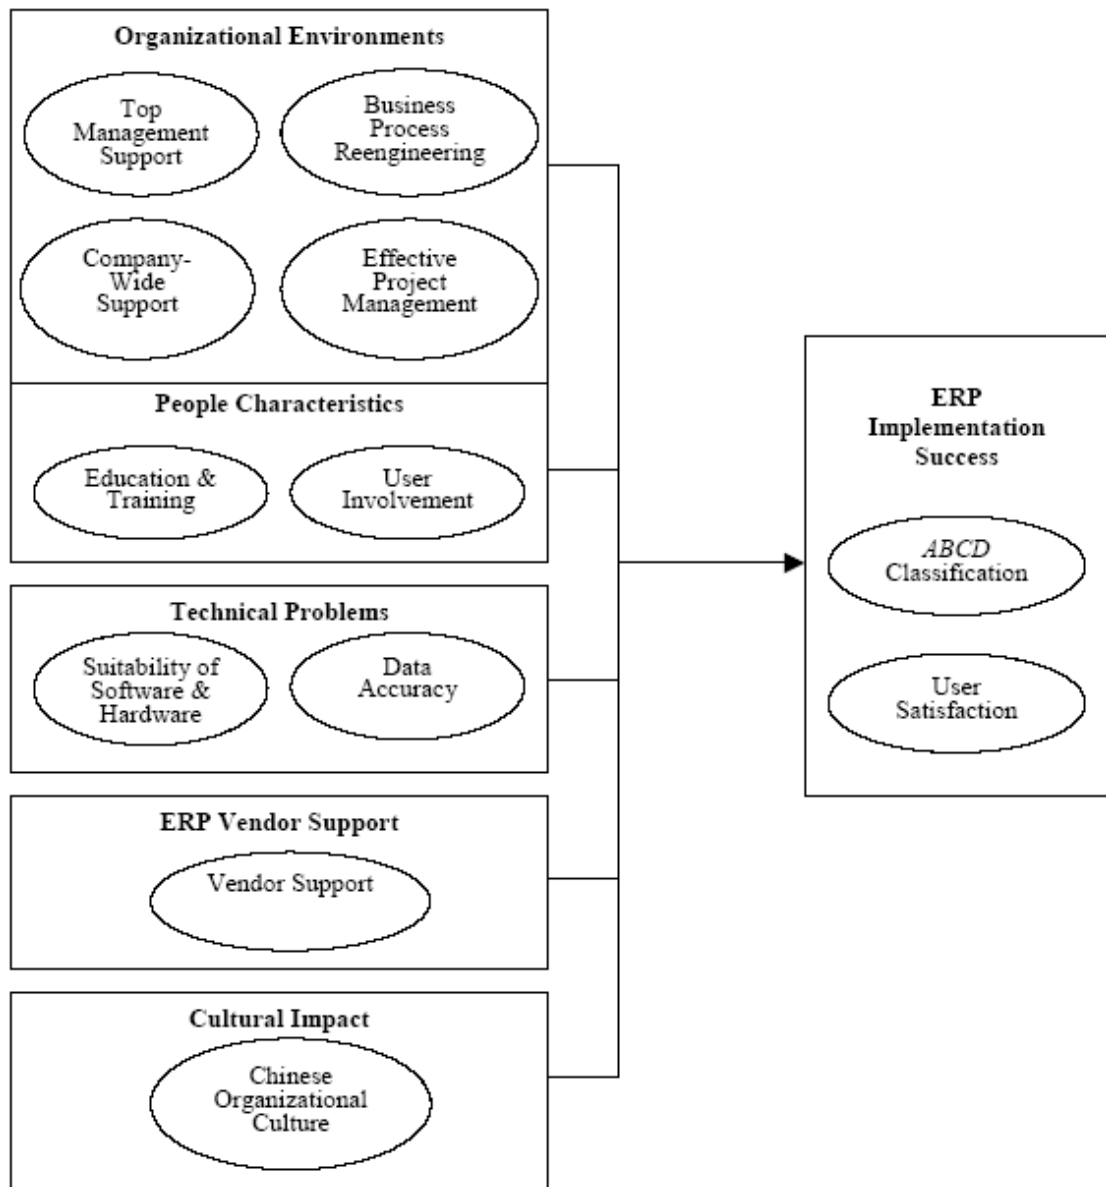 Organizational Environments
Top
Management
Support
Business
Process
Reengineering
Company-
Wide
Support
Effective
Project
Management
People Characteristics
Education &
Training
User
Involvement
Technical Problems
Suitability of
Software &
Hardware
Data
Accuracy
ERP Vendor Support
Vendor Support
Cultural Impact
Chinese
Organizational
Culture
ERP
Implementation
Success
ABCD
Classification
User
Satisfaction